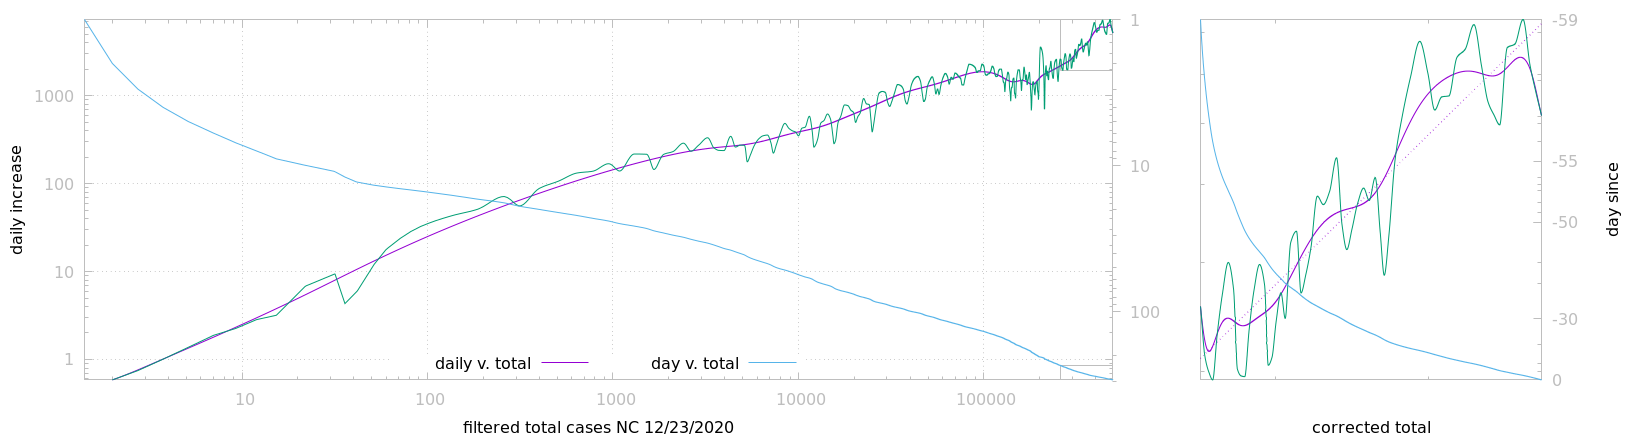 1
-59
1000
daily increase
100
10
-55
-50
day since
10
100
-30
1
daily v. total
day v. total
0
10
100
1000
10000
100000
filtered total cases NC 12/23/2020
corrected total